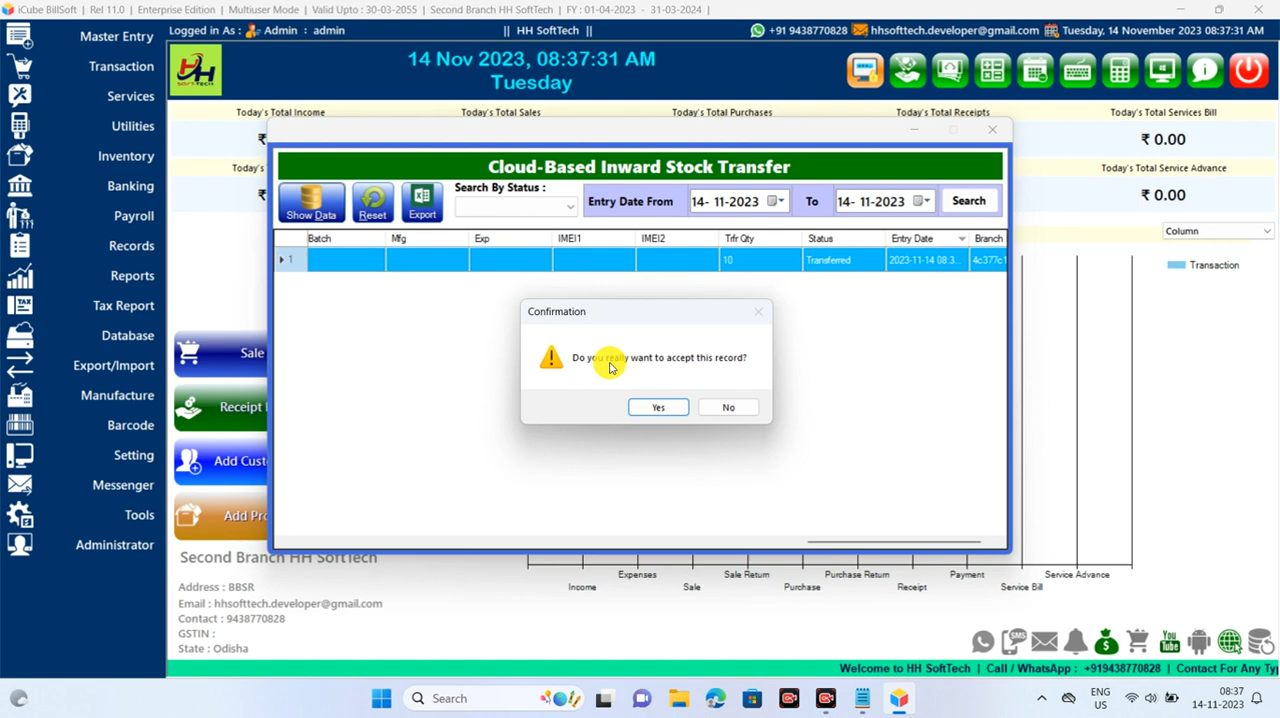 iCube BillSoft | Rel 11.0 | Enterprise Edition | Multiuser Mode | Valid Upto : 30-03-2055 | Second Branch HH SoftTech | FY : 01-04-2023 - 31-03-2024 |
Master Entry
Logged in As : Admin : admin
|| HH SoftTech ||
+91 9438770828
hhsofttech.developer@gmail.com
Tuesday, 14 November 2023 08:37:31 AM
Transaction
Services
Utilities
Inventory
Banking
Payroll
Records
Reports
Tax Report
Database
Export/Import
Manufacture
Barcode
Setting
Messenger
Tools
Administrator
HH
SOFT TECH
14 Nov 2023, 08:37:31 AM
Tuesday
Today's Total Income
Today's Total Sales
Today's Total Purchases
Today's Total Receipts
Today's Total Services Bill
₹
₹ 0.00
Today's
Today's Total Service Advance
₹
₹ 0.00
Cloud-Based Inward Stock Transfer
Show Data
Reset
Export
Search By Status :
Entry Date From
14- 11-2023
To
14- 11-2023
Search
Batch Mfg Exp IMEI1 IMEI2 Trfr Qty Status Entry Date Branch
1 10 Transferred 2023-11-14 08:3... 4c377c1
Column
Transaction
Confirmation
Do you really want to accept this record?
Yes
No
Sale
Receipt
Add Cust
Add Pro
Second Branch HH SoftTech
Address : BBSR
Email : hhsofttech.developer@gmail.com
Contact : 9438770828
GSTIN :
State : Odisha
Income
Expenses
Sale
Sale Return
Purchase
Purchase Return
Receipt
Payment
Service Bill
Service Advance
SMS
You
Tube
Welcome to HH SoftTech | Call / WhatsApp : +919438770828 | Contact For Any Typ
Search
ENG
US
08:37
14-11-2023